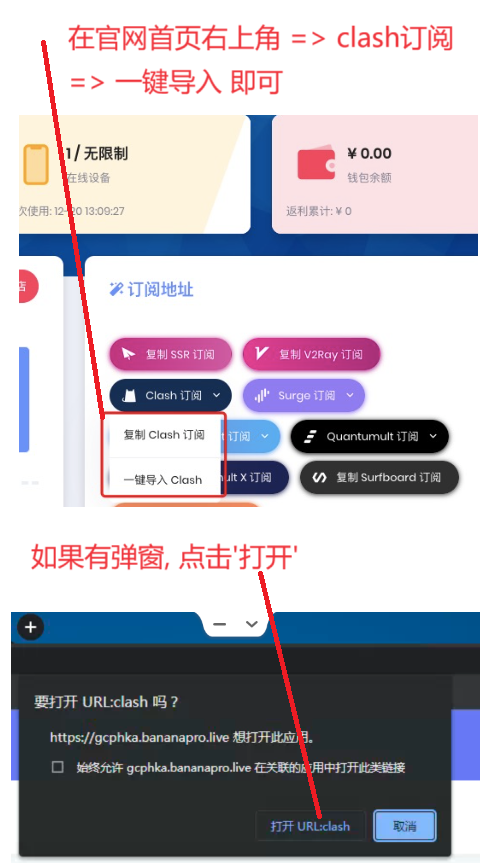 在官网首页右上角 => clash订阅
=> 一键导入 即可
1 / 无限制
在线设备
次使用: 12-20 13:09:27
¥ 0.00
钱包余额
返利累计: ¥ 0
店
订阅地址
复制 SSR 订阅
复制 V2Ray 订阅
Clash 订阅
Surge 订阅
复制 Clash 订阅
t 订阅
Quantumult 订阅
一键导入 Clash
ult X 订阅
复制 Surfboard 订阅
如果有弹窗, 点击'打开'
要打开 URL:clash 吗？
https://gcphka.bananapro.live 想打开此应用。
始终允许 gcphka.bananapro.live 在关联的应用中打开此类链接
打开 URL:clash
取消